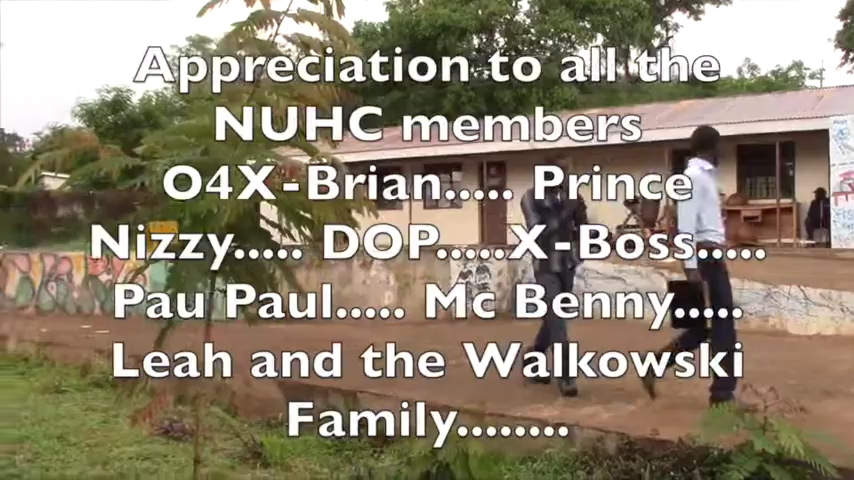 Appreciation to all the
NUHC members
O4X-Brian..... Prince
Nizzy..... DOP.....X-Boss.....
Pau Paul..... Mc Benny.....
Leah and the Walkowski
Family........